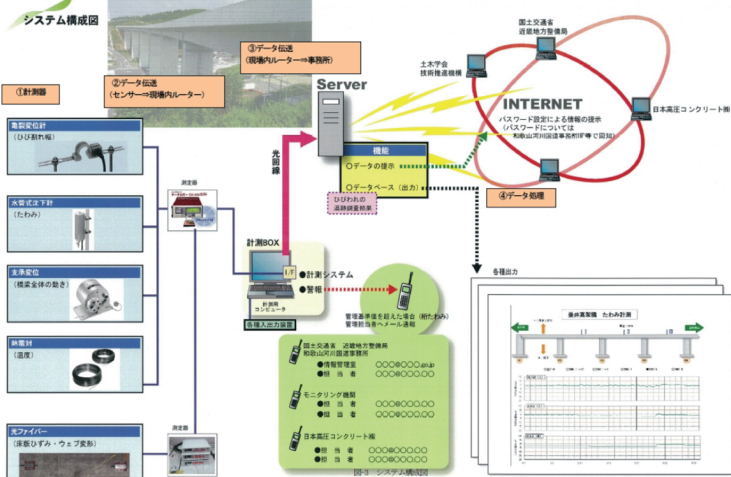 システム構成図
①計測器
②データ伝送
(センサー⇒現場内ルーター)
③データ伝送
(現場内ルーター⇒事務所)
Server
国土交通省
近畿地方整備局
土木学会
技術推進機構
INTERNET
パスワード設定による情報の提示
(パスワードについては
和歌山河川国道事務所HP等で周知)
日本高圧コンクリート㈱
④データ処理
機能
○データの提示
○データベース(出力)
ひびわれの
追跡調査結果
光回線
亀裂変位計
(ひび割れ幅)
水管式沈下計
(たわみ)
支承変位
(橋梁全体の動き)
熱電対
(温度)
光ファイバー
(床版ひずみ・ウェブ変形)
測定器
測定器
計測BOX
I/F
●計測システム
●警報
計測用
コンピュータ
各種入出力装置
管理基準値を超えた場合(桁たわみ)
管理担当者へメール通報
国土交通省 近畿地方整備局
和歌山河川国道事務所
●情報管理室 ○○○@○○○.go.jp
●担 当 者 ○○○@○○○.○○
モニタリング機関
●担 当 者 ○○○@○○○.○○
●担 当 者 ○○○@○○○.○○
日本高圧コンクリート㈱
●担 当 者 ○○○@○○○.○○
●担 当 者 ○○○@○○○.○○
各種出力
高架橋 たわみ計測
図-3 システム構成図